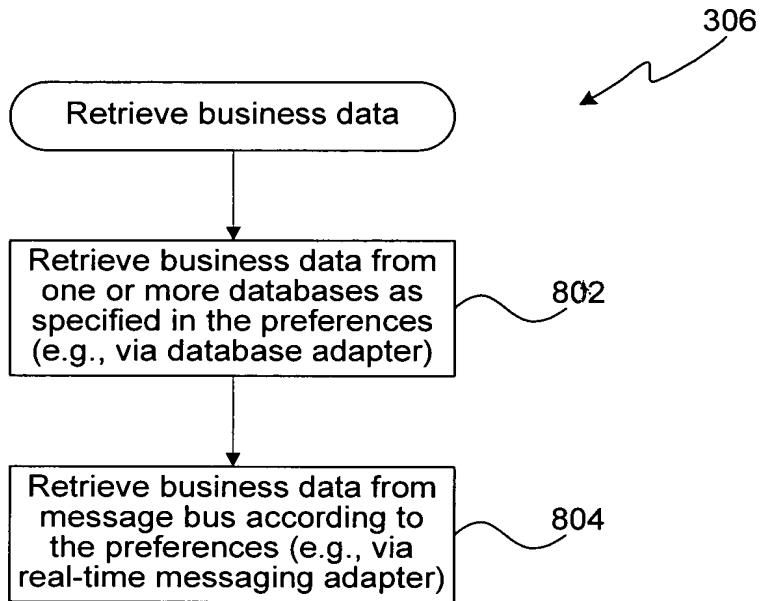 306
Retrieve business data
Retrieve business data from
one or more databases as
specified in the preferences
(e.g., via database adapter)
802
Retrieve business data from
message bus according to
the preferences (e.g., via
real-time messaging adapter)
804